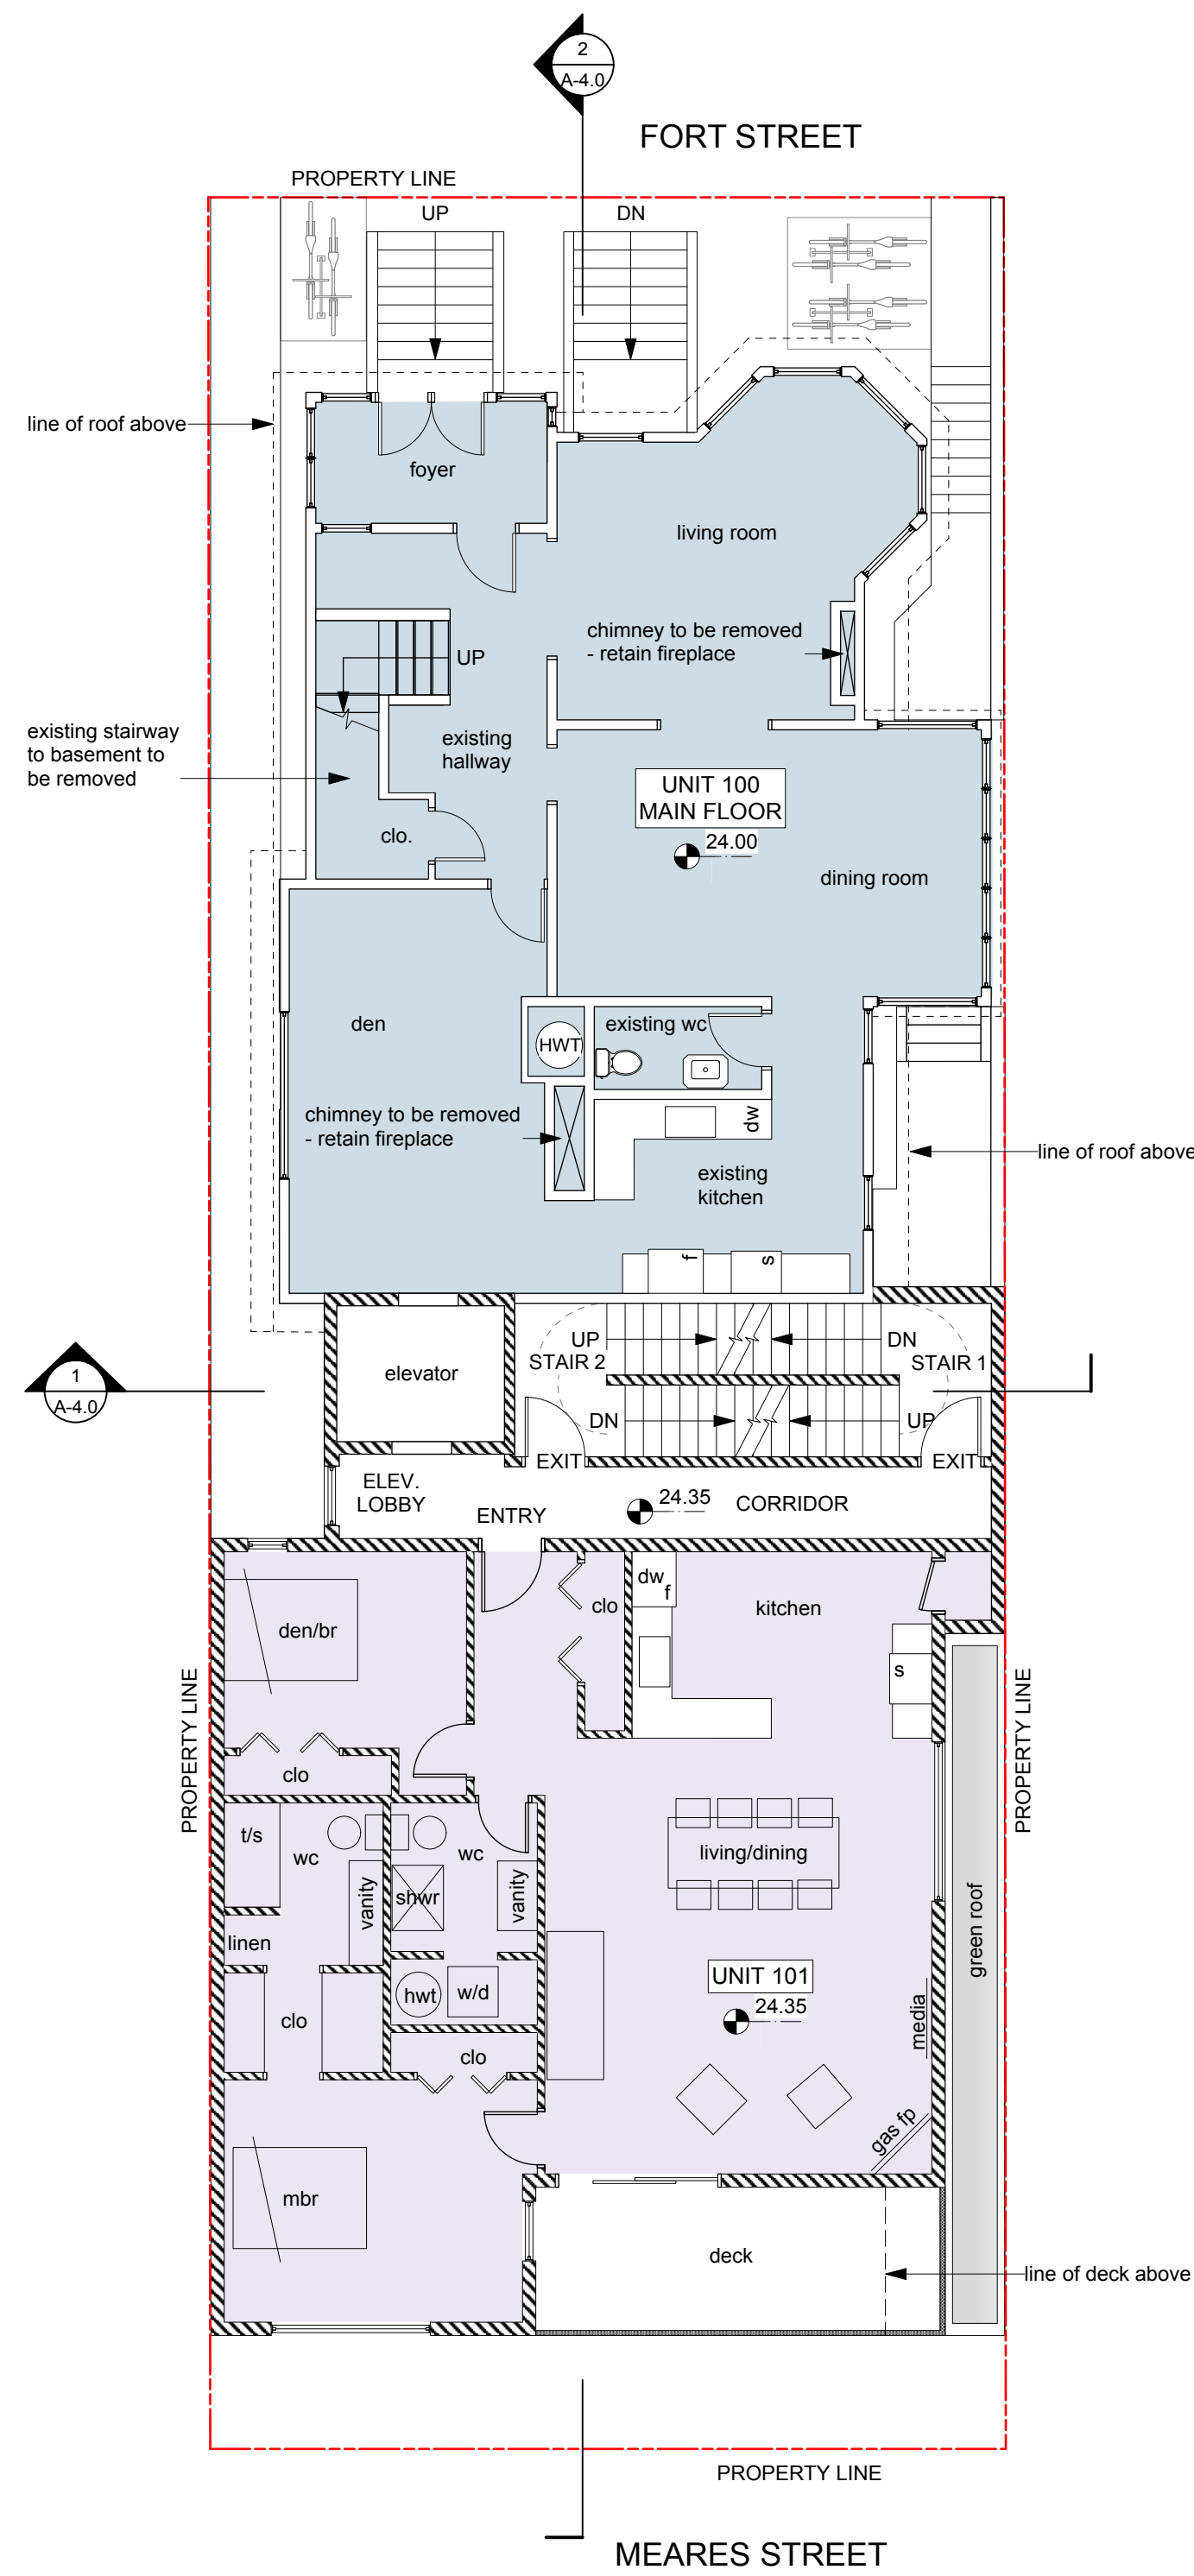 2
A-4.0
FORT STREET
PROPERTY LINE
UP
DN
line of roof above
foyer
living room
chimney to be removed
- retain fireplace
UP
existing stairway
to basement to
be removed
existing
hallway
UNIT 100
MAIN FLOOR
24.00
clo.
dining room
den
existing wc
HWT
chimney to be removed
- retain fireplace
dw
line of roof above
existing
kitchen
f
s
UP
DN
STAIR 2
STAIR 1
elevator
1
A-4.0
DN
UP
EXIT
EXIT
ELEV.
LOBBY
24.35
CORRIDOR
ENTRY
dw
f
clo
kitchen
den/br
s
PROPERTY LINE
PROPERTY LINE
clo
t/s
wc
wc
living/dining
vanity
shwr
vanity
linen
green roof
UNIT 101
24.35
hwt
w/d
clo
media
clo
gas fp
mbr
deck
line of deck above
PROPERTY LINE
MEARES STREET